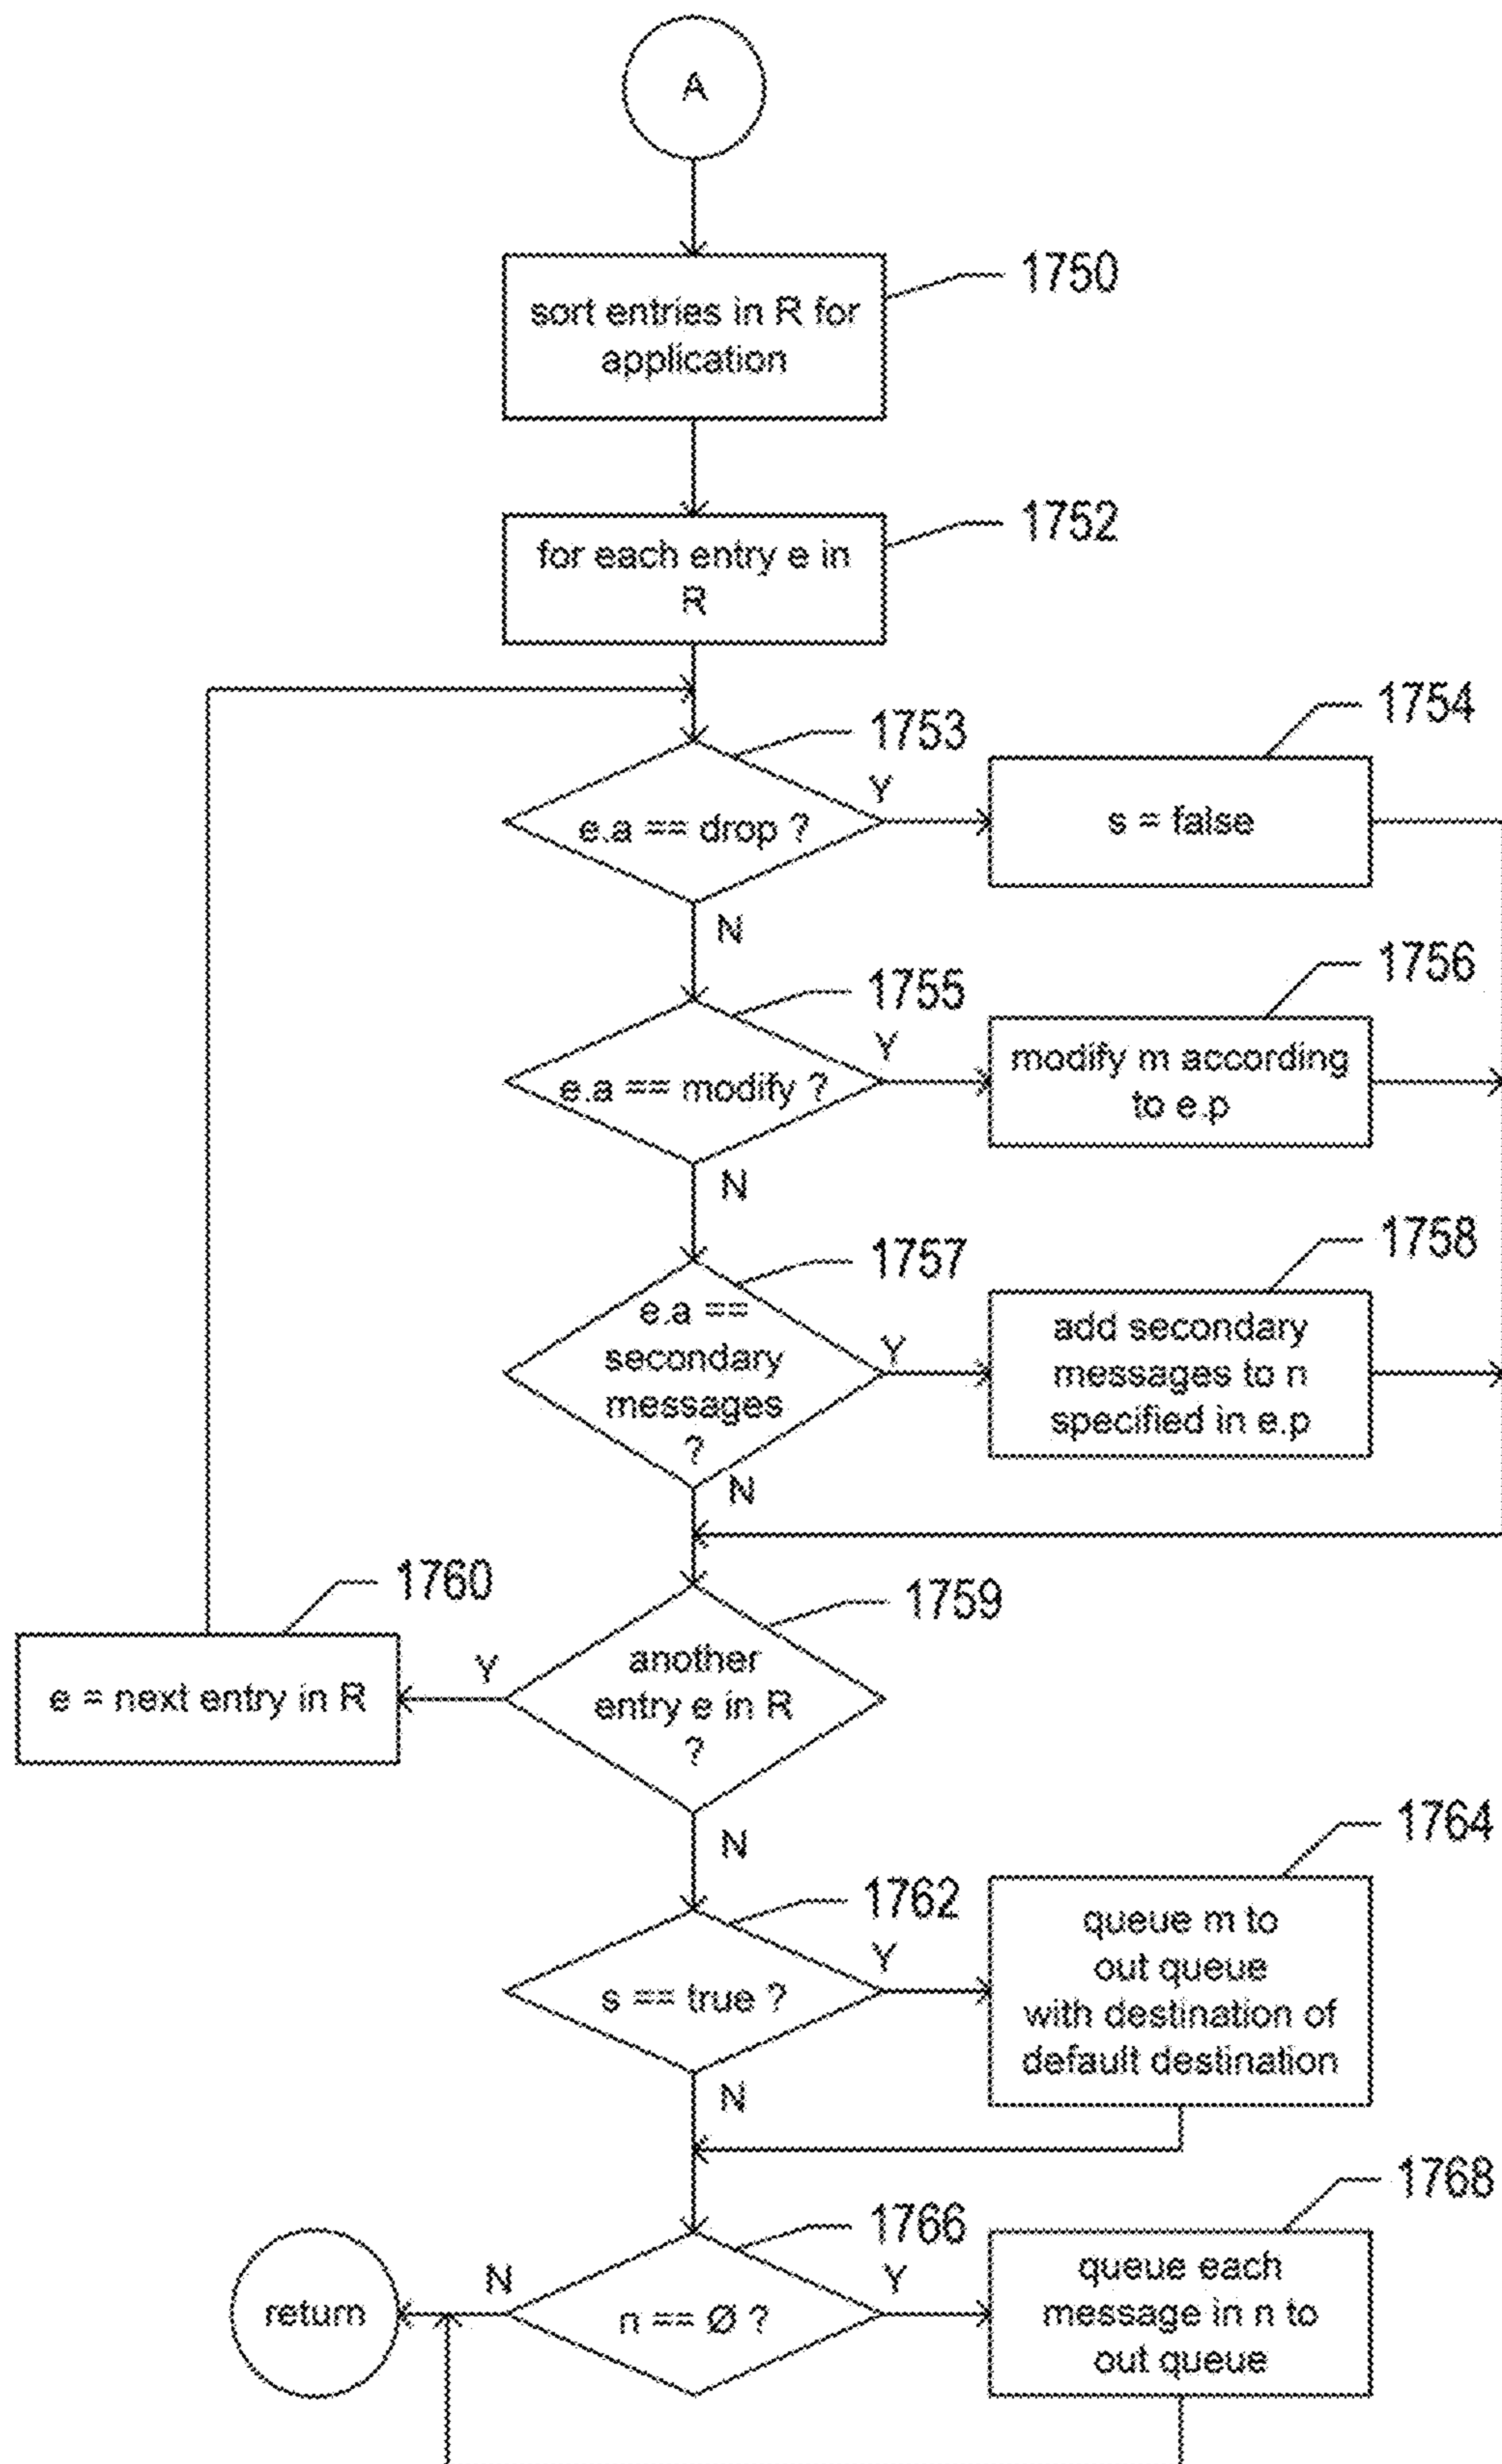 A
1750
sort entries in R for
application
1752
for each entry e in
R
1753
1754
Y
e.a == drop ?
s = false
N
1755
1756
Y
e.a == modify ?
modify m according
to e.p
N
1757
1758
e.a ==
secondary
messages
?
Y
add secondary
messages to n
specified in e.p
N
1760
1759
Y
e = next entry in R
another
entry e in R
?
N
1764
1762
Y
s == true ?
queue m to
out queue
with destination of
default destination
N
1768
1766
return
N
Y
n == Ø ?
queue each
message in n to
out queue